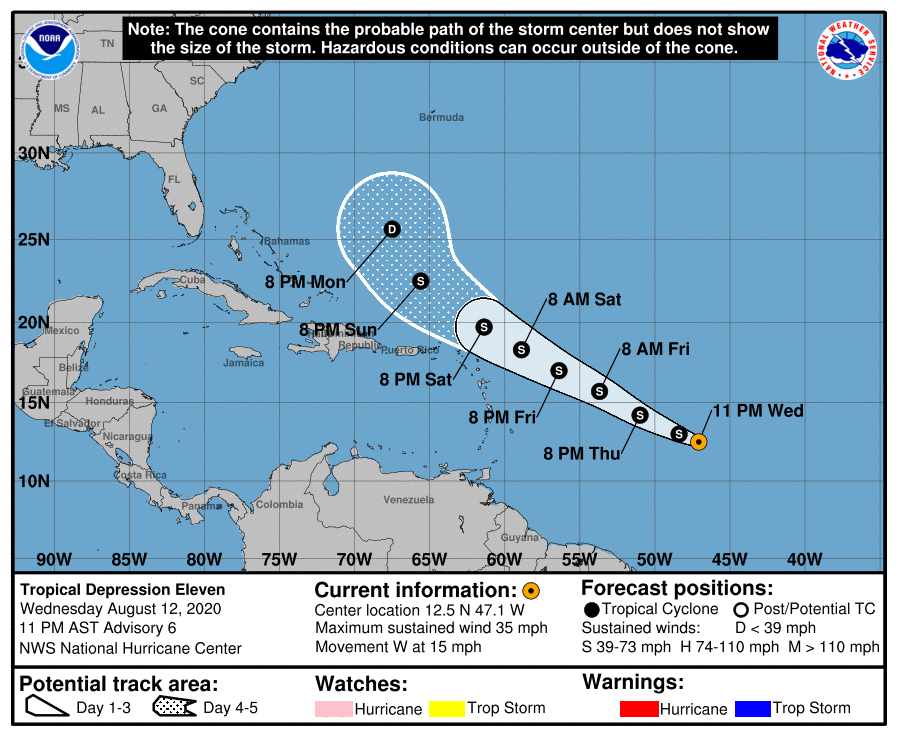 Note: The cone contains the probable path of the storm center but does not show
the size of the storm. Hazardous conditions can occur outside of the cone.
NOAA
NATIONAL WEATHER SERVICE
TN
SC
MS
AL
GA
Bermuda
30N
FL
D
25N
Bahamas
8 PM Mon
Cuba
S
8 AM Sat
20N
Mexico
8 PM Sun
S
Republic
Puerto Rico
S
8 AM Fri
Jamaica
Belize
8 PM Sat
S
Guatemala
Honduras
15N
S
11 PM Wed
El Salvador
8 PM Fri
S
Nicaragua
S
8 PM Thu
Costa Rica
10N
Panama
Colombia
Venezuela
Guyana
90W 85W 80W 75W 70W 65W 60W 55W 50W 45W 40W
Tropical Depression Eleven
Wednesday August 12, 2020
11 PM AST Advisory 6
NWS National Hurricane Center
Current information:
Center location 12.5 N 47.1 W
Maximum sustained wind 35 mph
Movement W at 15 mph
Forecast positions:
Tropical Cyclone Post/Potential TC
Sustained winds: D < 39 mph
S 39-73 mph H 74-110 mph M > 110 mph
Potential track area:
Day 1-3 Day 4-5
Watches:
Hurricane Trop Storm
Warnings:
Hurricane Trop Storm